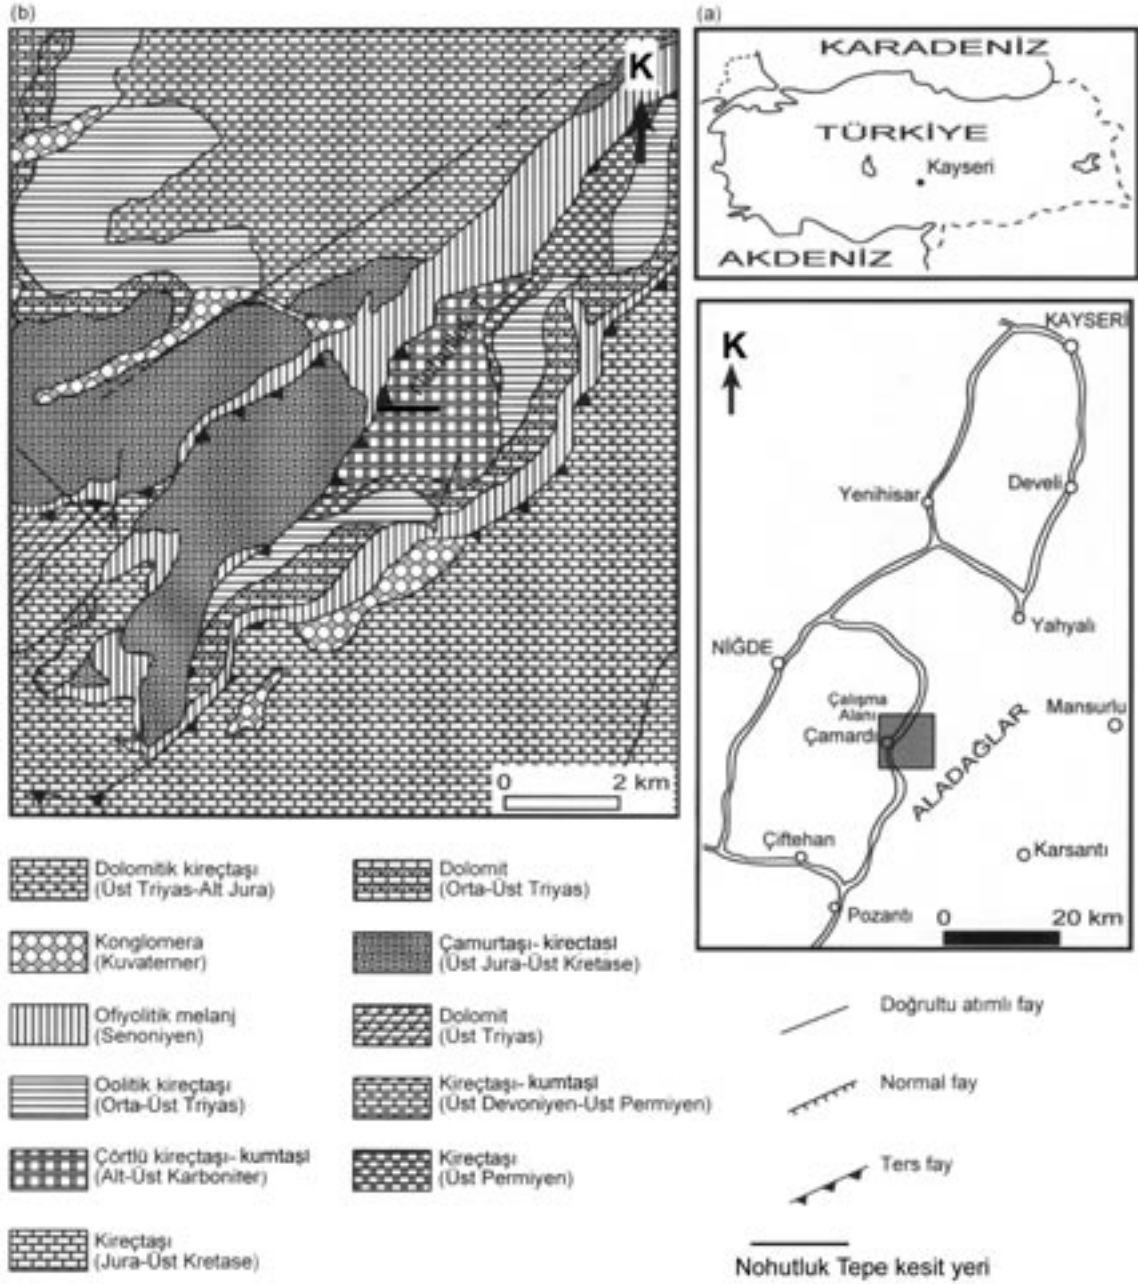 (b)
K
0 2 km
(a)
KARADENİZ
TÜRKİYE
Kayseri
AKDENİZ
K
KAYSERİ
Yenihisar
Develi
Yahyalı
NİĞDE
Çalışma
Alanı
Çamardı
Mansurlu
ALADAĞLAR
Çiftehan
Karsantı
Pozantı
0 20 km
Dolomitik kireçtaşı
(Üst Triyas-Alt Jura)
Konglomera
(Kuvaterner)
Ofiyolitik melanj
(Senoniyen)
Oolitik kireçtaşı
(Orta-Üst Triyas)
Çörtlü kireçtaşı-kumtaşı
(Alt-Üst Karbonifer)
Kireçtaşı
(Jura-Üst Kretase)
Dolomit
(Orta-Üst Triyas)
Çamurtaşı-kirectasi
(Üst Jura-Üst Kretase)
Dolomit
(Üst Triyas)
Kireçtaşı-kumtaşı
(Üst Devoniyen-Üst Permiyen)
Kireçtaşı
(Üst Permiyen)
Doğrultu atımlı fay
Normal fay
Ters fay
Nohutluk Tepe kesit yeri